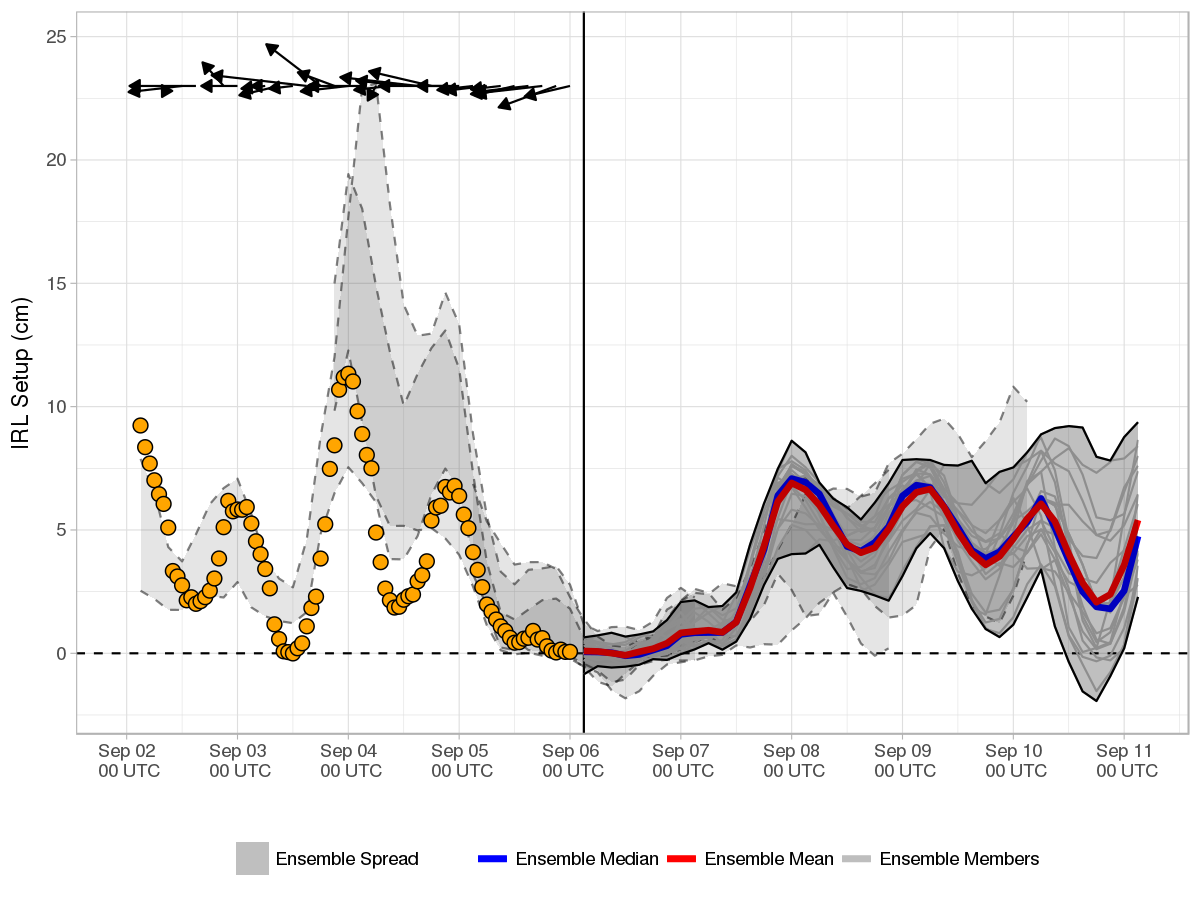 25
20
15
10
5
0
IRL Setup (cm)
Sep 02 Sep 03 Sep 04 Sep 05 Sep 06 Sep 07 Sep 08 Sep 09 Sep 10 Sep 11
00 UTC 00 UTC 00 UTC 00 UTC 00 UTC 00 UTC 00 UTC 00 UTC 00 UTC 00 UTC
Ensemble Spread Ensemble Median Ensemble Mean Ensemble Members